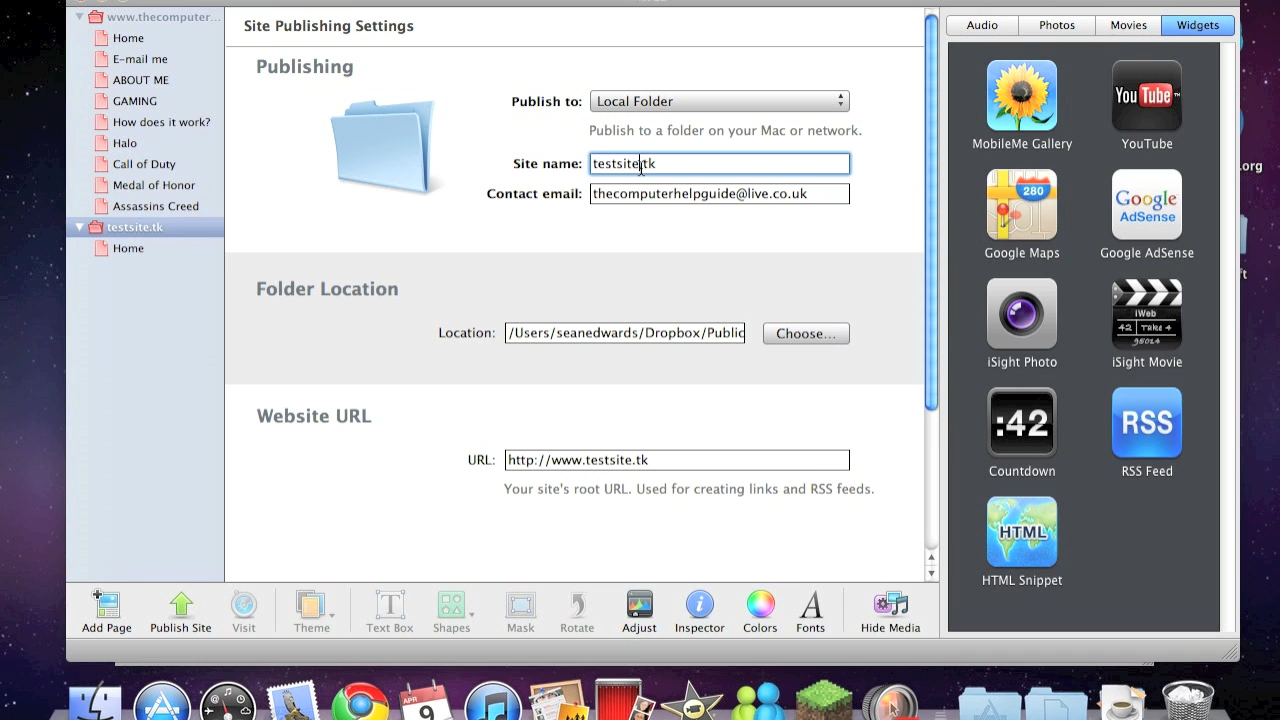 www.thecomputer...
Home
E-mail me
ABOUT ME
GAMING
How does it work?
Halo
Call of Duty
Medal of Honor
Assassins Creed
testsite.tk
Home
Site Publishing Settings
Publishing
Publish to: Local Folder
Publish to a folder on your Mac or network.
Site name: testsite.tk
Contact email: thecomputerhelpguide@live.co.uk
Folder Location
Location: /Users/seanedwards/Dropbox/Public Choose...
Website URL
URL: http://www.testsite.tk
Your site's root URL. Used for creating links and RSS feeds.
Audio Photos Movies Widgets
MobileMe Gallery
You Tube
YouTube
280
Google Maps
Google AdSense
Google AdSense
iSight Photo
iWeb
42 Take 4
95014
iSight Movie
:42
Countdown
RSS
RSS Feed
HTML
HTML Snippet
Add Page Publish Site Visit Theme Text Box Shapes Mask Rotate Adjust Inspector Colors Fonts Hide Media
.org
APR
9